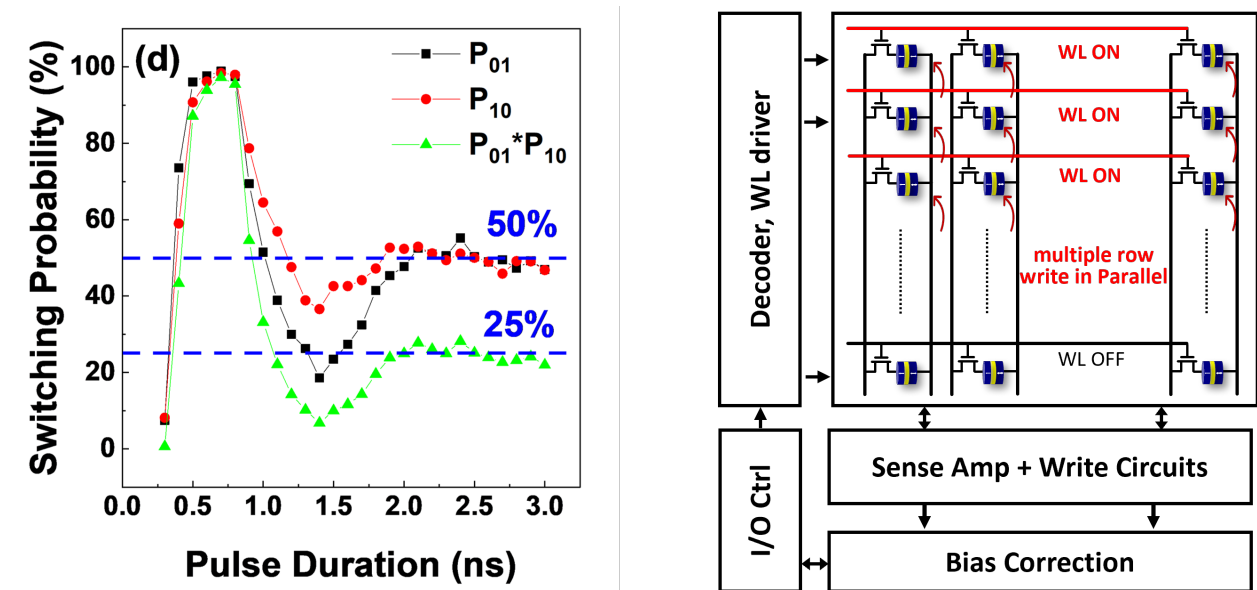 (d)
P01
P10
P01*P10
Switching Probability (%)
100
80
60
40
20
0
50%
25%
0.0 0.5 1.0 1.5 2.0 2.5 3.0
Pulse Duration (ns)
Decoder, WL driver
WL ON
WL ON
WL ON
multiple row
write in Parallel
WL OFF
I/O Ctrl
Sense Amp + Write Circuits
Bias Correction